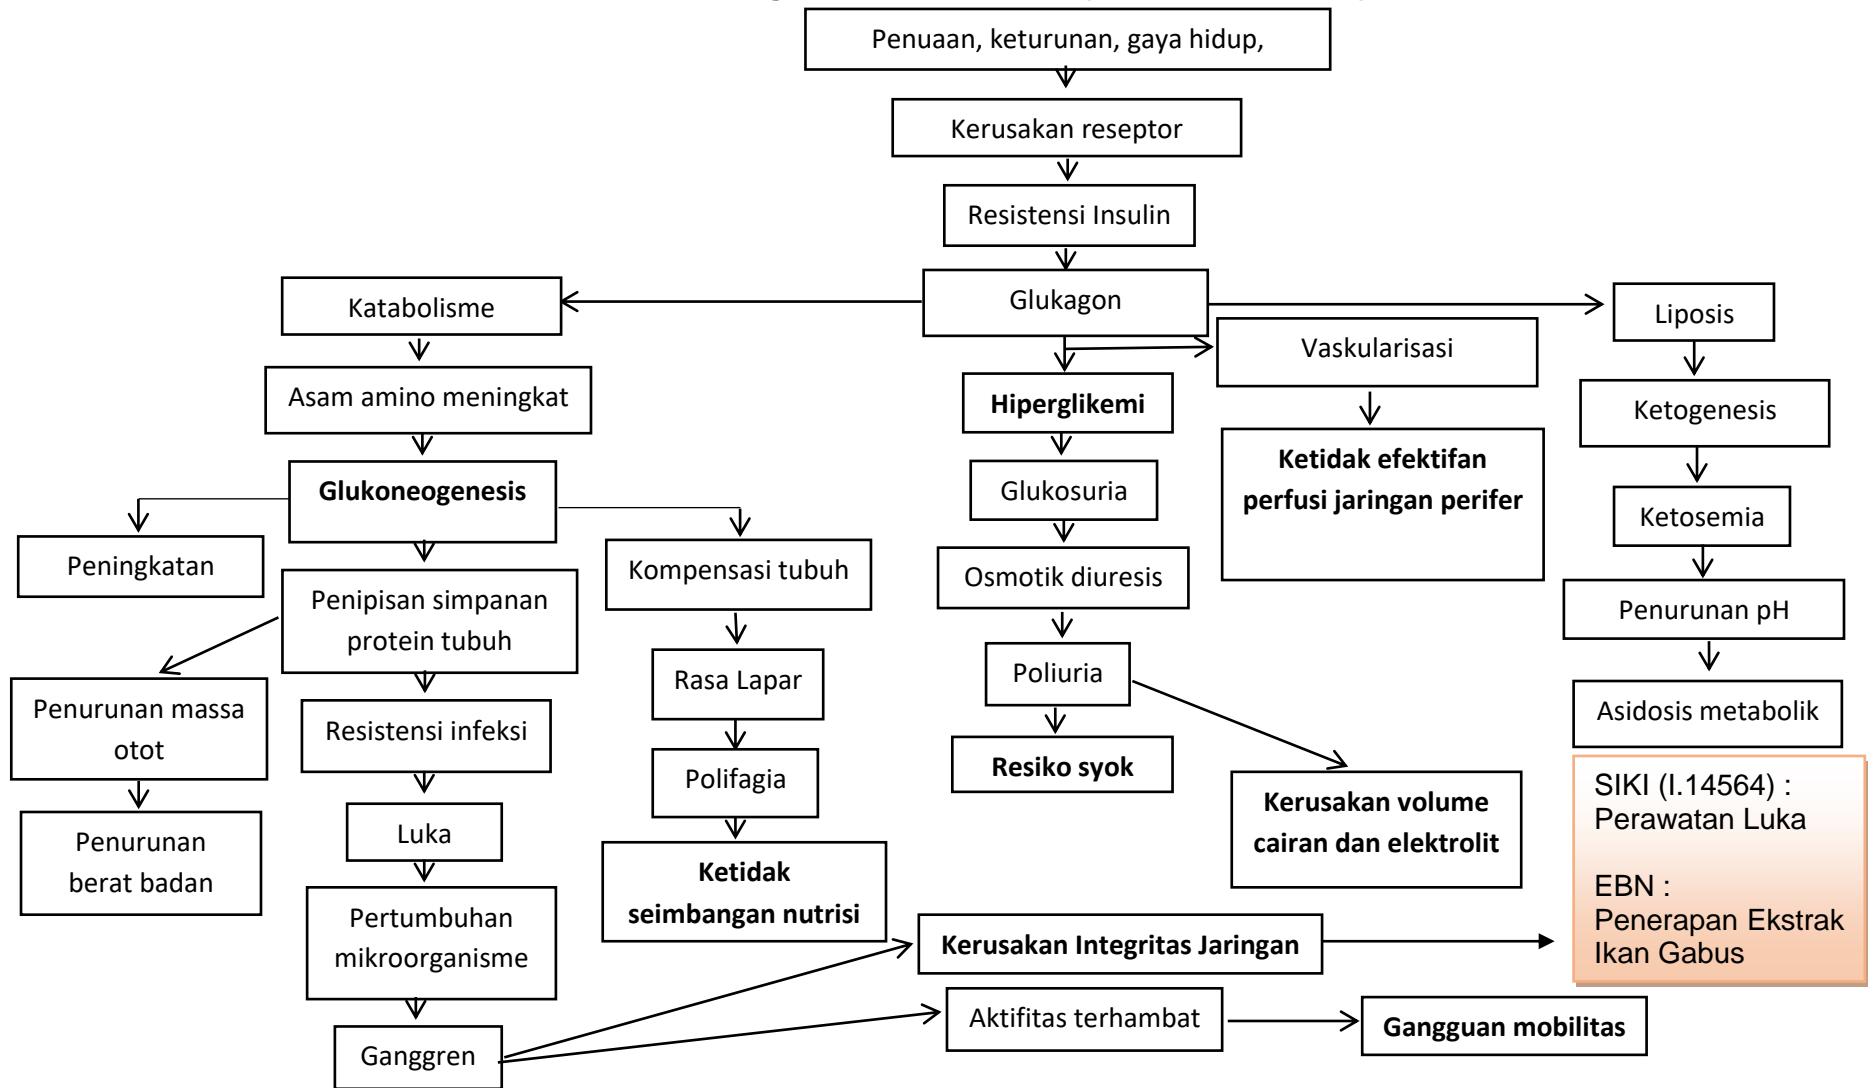 Penuaan, keturunan, gaya hidup,
Kerusakan reseptor
Resistensi Insulin
Glukagon
Katabolisme
Liposis
Vaskularisasi
Asam amino meningkat
Hiperglikemi
Ketogenesis
Ketidak efektifan
perfusi jaringan perifer
Glukoneogenesis
Glukosuria
Ketosemia
Peningkatan
Kompensasi tubuh
Osmotik diuresis
Penipisan simpanan
protein tubuh
Penurunan pH
Rasa Lapar
Poliuria
Penurunan massa
otot
Resistensi infeksi
Asidosis metabolik
Polifagia
Resiko syok
Kerusakan volume
cairan dan elektrolit
SIKI (I.14564) :
Perawatan Luka
EBN :
Penerapan Ekstrak
Ikan Gabus
Penurunan
berat badan
Luka
Ketidak
seimbangan nutrisi
Pertumbuhan
mikroorganisme
Kerusakan Integritas Jaringan
Aktifitas terhambat
Gangguan mobilitas
Ganggren